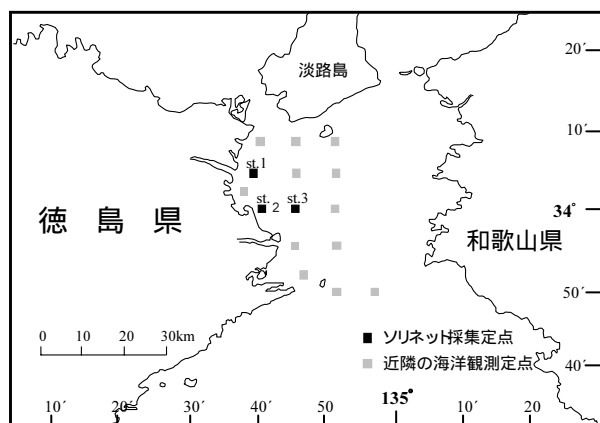 淡路島
20´
10´
st.1
st.２ st.3
徳島県
34°
和歌山県
50´
0 10 20 30km
■ ソリネット採集定点
■ 近隣の海洋観測定点
40´
10´ 20´ 30´ 40´ 50 135° 10´ 20